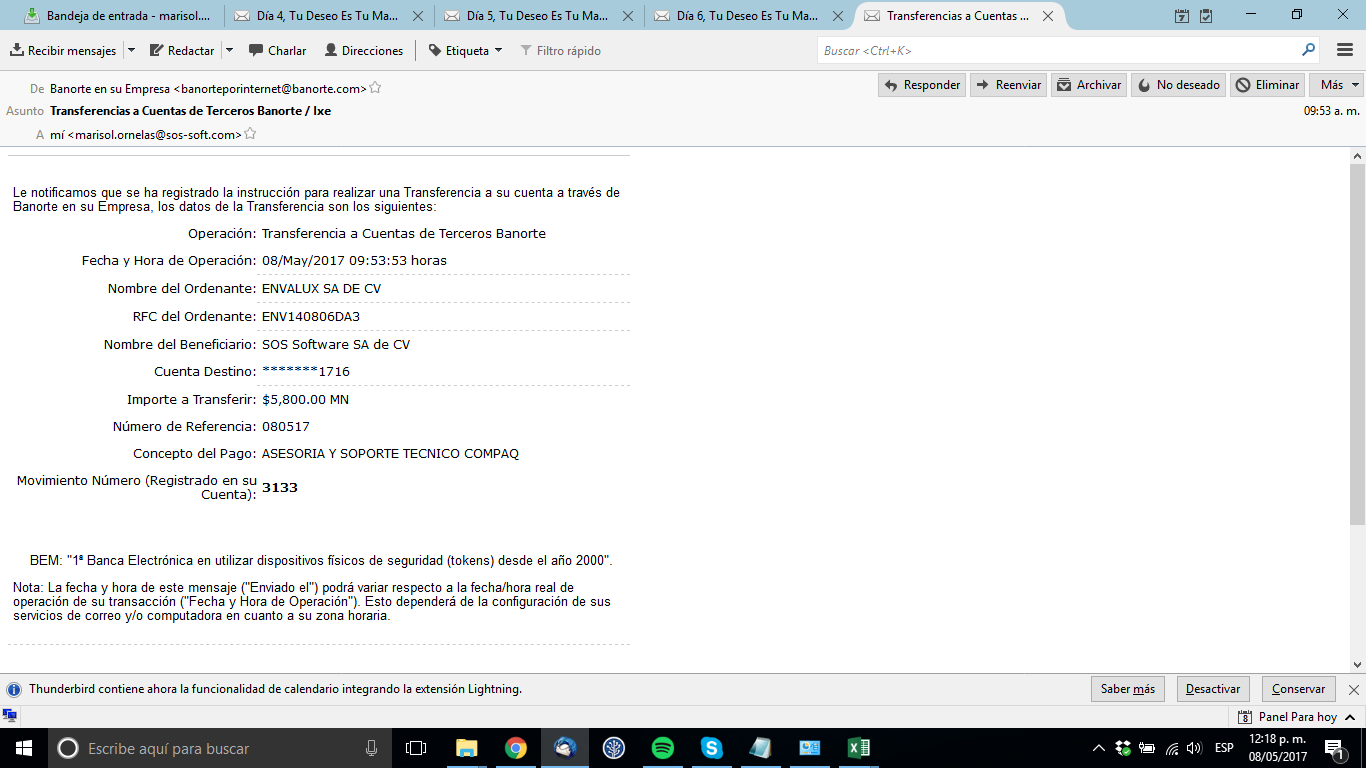 Bandeja de entrada - marisol....
Día 4, Tu Deseo Es Tu Ma...
Día 5, Tu Deseo Es Tu Ma...
Día 6, Tu Deseo Es Tu Ma...
Transferencias a Cuentas ...
7
Recibir mensajes
Redactar
Charlar
Direcciones
Etiqueta
Filtro rápido
Buscar <Ctrl+K>
De Banorte en su Empresa <banorteporinternet@banorte.com>
Responder
Reenviar
Archivar
No deseado
Eliminar
Más
Asunto Transferencias a Cuentas de Terceros Banorte / Ixe
09:53 a. m.
A mí <marisol.ornelas@sos-soft.com>
Le notificamos que se ha registrado la instrucción para realizar una Transferencia a su cuenta a través de
Banorte en su Empresa, los datos de la Transferencia son los siguientes:
Operación: Transferencia a Cuentas de Terceros Banorte
Fecha y Hora de Operación: 08/May/2017 09:53:53 horas
Nombre del Ordenante: ENVALUX SA DE CV
RFC del Ordenante: ENV140806DA3
Nombre del Beneficiario: SOS Software SA de CV
Cuenta Destino: *******1716
Importe a Transferir: $5,800.00 MN
Número de Referencia: 080517
Concepto del Pago: ASESORIA Y SOPORTE TECNICO COMPAQ
Movimiento Número (Registrado en su
Cuenta): 3133
BEM: "1ª Banca Electrónica en utilizar dispositivos físicos de seguridad (tokens) desde el año 2000".
Nota: La fecha y hora de este mensaje ("Enviado el") podrá variar respecto a la fecha/hora real de
operación de su transacción ("Fecha y Hora de Operación"). Esto dependerá de la configuración de sus
servicios de correo y/o computadora en cuanto a su zona horaria.
Thunderbird contiene ahora la funcionalidad de calendario integrando la extensión Lightning.
Saber más
Desactivar
Conservar
8 Panel Para hoy
Escribe aquí para buscar
ESP
12:18 p. m.
08/05/2017
1